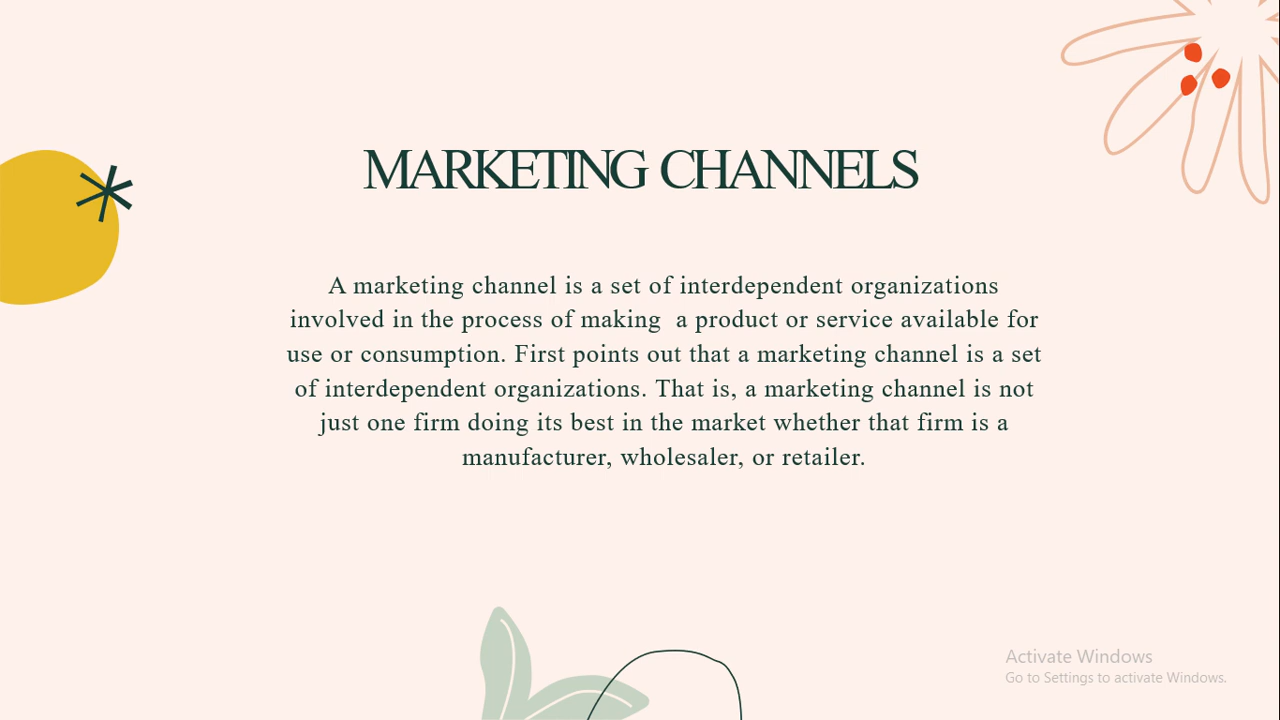 MARKETING CHANNELS
A marketing channel is a set of interdependent organizations
involved in the process of making  a product or service available for
use or consumption. First points out that a marketing channel is a set
of interdependent organizations. That is, a marketing channel is not
just one firm doing its best in the market whether that firm is a
manufacturer, wholesaler, or retailer.
Activate Windows
Go to Settings to activate Windows.